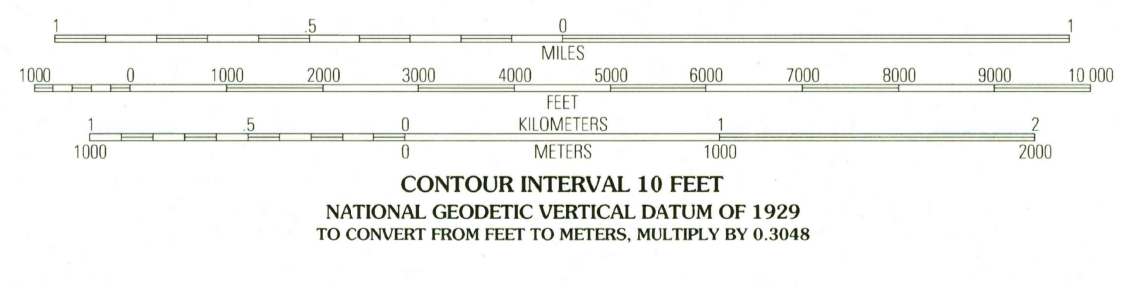 1 .5 0 1
MILES
1000 0 1000 2000 3000 4000 5000 6000 7000 8000 9000 10 000
FEET
1 .5 0 KILOMETERS 1 2
1000 0 METERS 1000 2000
CONTOUR INTERVAL 10 FEET
NATIONAL GEODETIC VERTICAL DATUM OF 1929
TO CONVERT FROM FEET TO METERS, MULTIPLY BY 0.3048